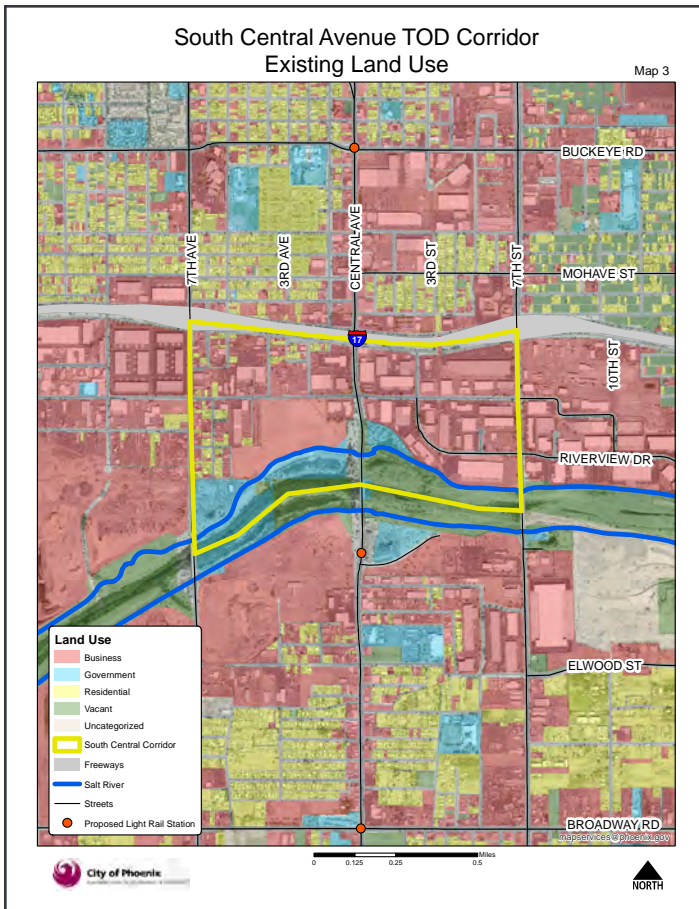 South Central Avenue TOD Corridor
Existing Land Use
Map 3
BUCKEYE RD
7TH AVE
3RD AVE
CENTRAL AVE
3RD ST
7TH ST
MOHAVE ST
17
10TH ST
RIVERVIEW DR
ELWOOD ST
BROADWAY RD
mapservices@phoenix.gov
Land Use
Business
Government
Residential
Vacant
Uncategorized
South Central Corridor
Freeways
Salt River
Streets
Proposed Light Rail Station
City of Phoenix
Miles
0 0.125 0.25 0.5
NORTH